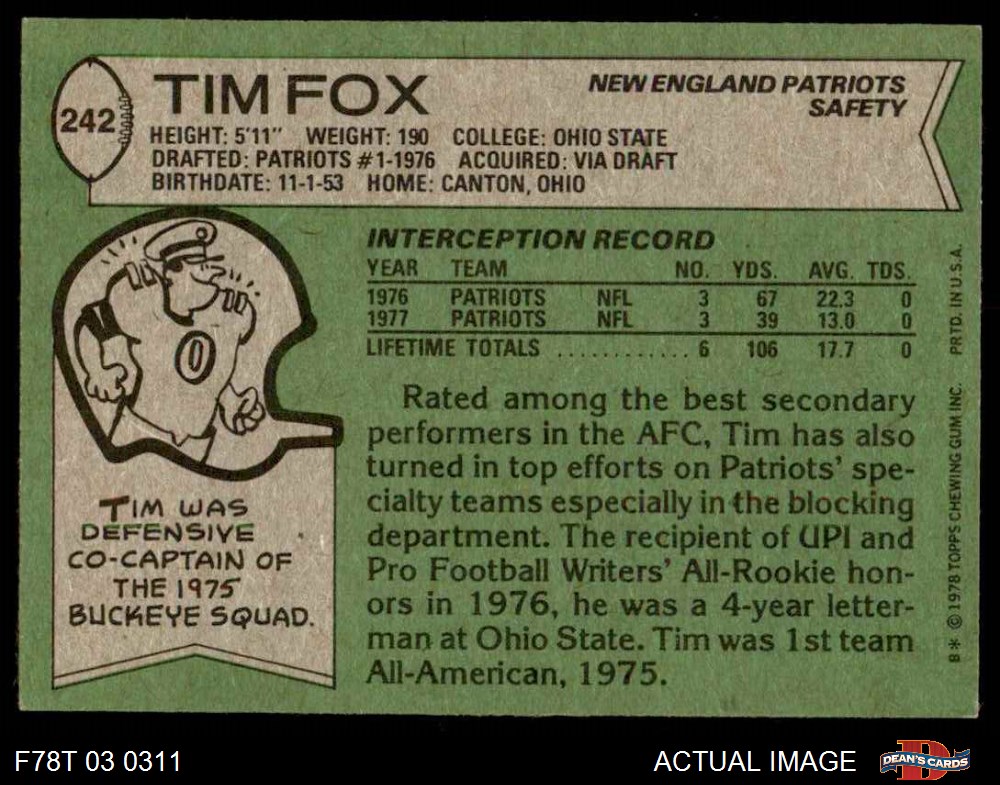 242
TIM FOX
NEW ENGLAND PATRIOTS
SAFETY
HEIGHT: 5'11" WEIGHT: 190 COLLEGE: OHIO STATE
DRAFTED: PATRIOTS #1-1976 ACQUIRED: VIA DRAFT
BIRTHDATE: 11-1-53 HOME: CANTON, OHIO
INTERCEPTION RECORD
YEAR TEAM NO. YDS. AVG. TDS.
1976 PATRIOTS NFL 3 67 22.3 0
1977 PATRIOTS NFL 3 39 13.0 0
LIFETIME TOTALS ............ 6 106 17.7 0
0
TIM WAS
DEFENSIVE
CO-CAPTAIN OF
THE 1975
BUCKEYE SQUAD.
Rated among the best secondary
performers in the AFC, Tim has also
turned in top efforts on Patriots' spe-
cialty teams especially in the blocking
department. The recipient of UPI and
Pro Football Writers' All-Rookie hon-
ors in 1976, he was a 4-year letter-
man at Ohio State. Tim was 1st team
All-American, 1975.
B* © 1978 TOPPS CHEWING GUM INC. PRTD. IN U.S.A.
F78T 03 0311
ACTUAL IMAGE
D
DEAN'S CARDS